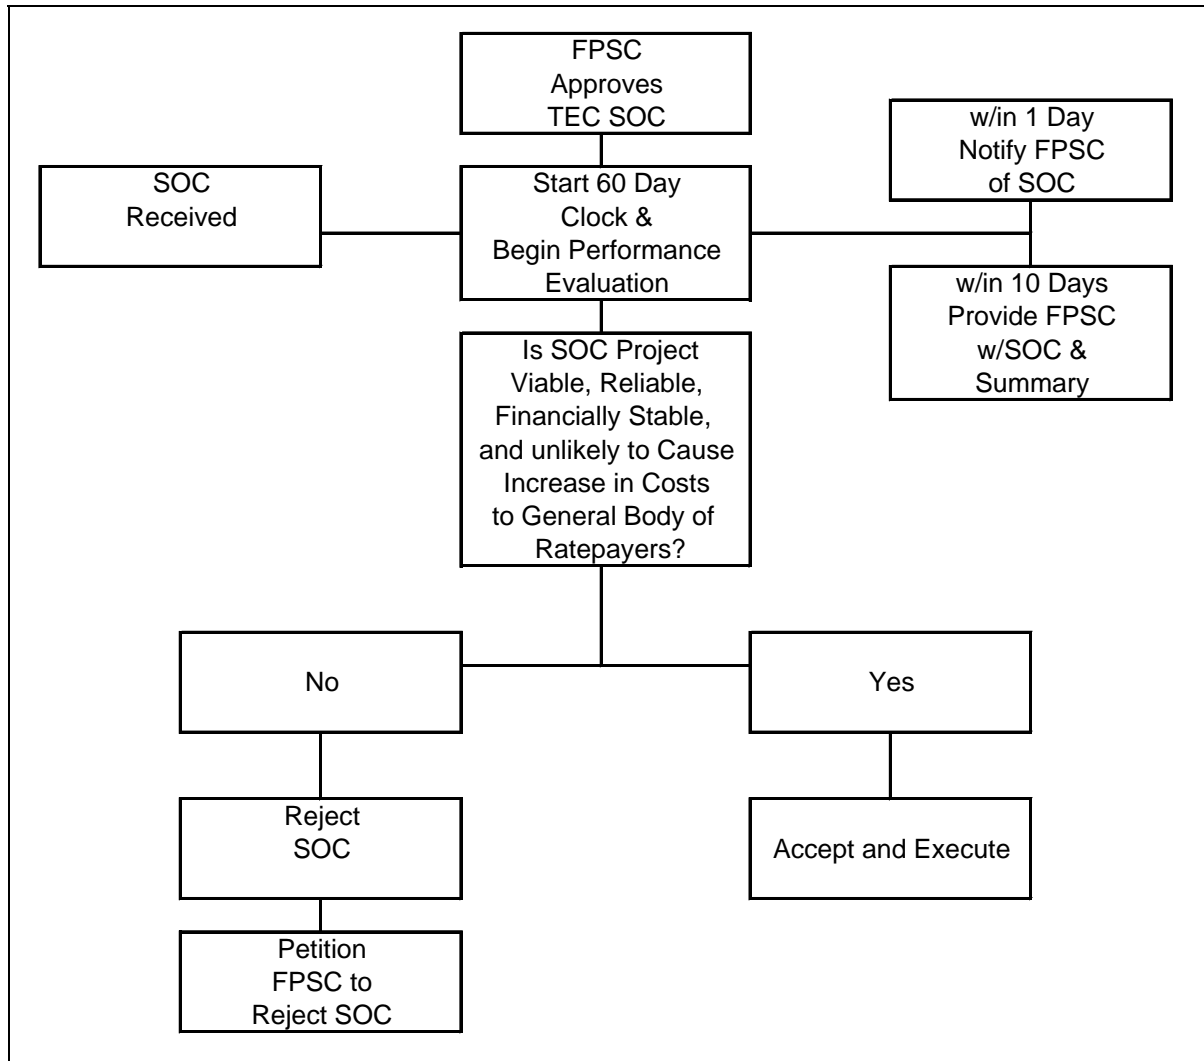 FPSC
Approves
TEC SOC
SOC
Received
Start 60 Day
Clock &
Begin Performance
Evaluation
w/in 1 Day
Notify FPSC
of SOC
w/in 10 Days
Provide FPSC
w/SOC &
Summary
Is SOC Project
Viable, Reliable,
Financially Stable,
and unlikely to Cause
Increase in Costs
to General Body of
Ratepayers?
No
Yes
Reject
SOC
Accept and Execute
Petition
FPSC to
Reject SOC